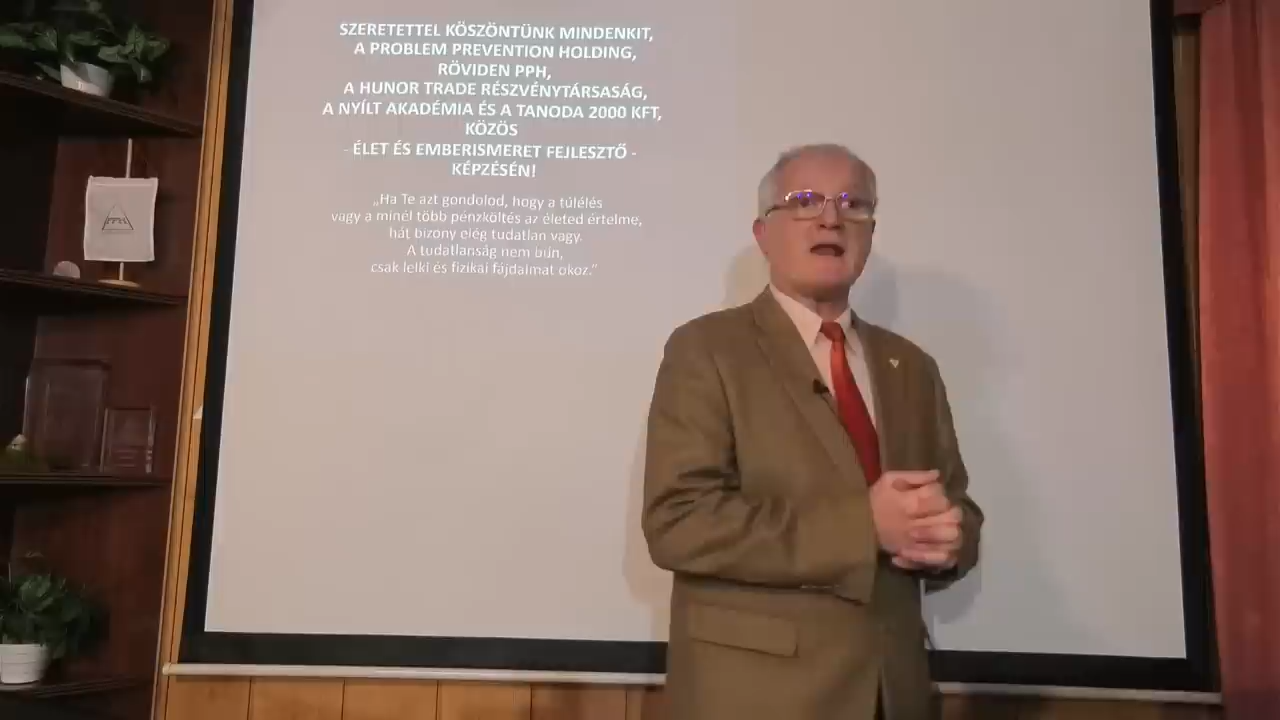 SZERETETTEL KÖSZÖNTÜNK MINDENKIT,
A PROBLEM PREVENTION HOLDING,
RÖVIDEN PPH,
A HUNOR TRADE RÉSZVÉNYTÁRSASÁG,
A NYÍLT AKADÉMIA ÉS A TANODA 2000 KFT,
KÖZÖS
- ÉLET ÉS EMBERISMERET FEJLESZTŐ -
KÉPZÉSÉN!
„Ha Te azt gondolod, hogy a túlélés
vagy a minél több pénzköltés az életed értelme,
hát bizony elég tudatlan vagy.
A tudatlanság nem bűn,
csak lelki és fizikai fájdalmat okoz."